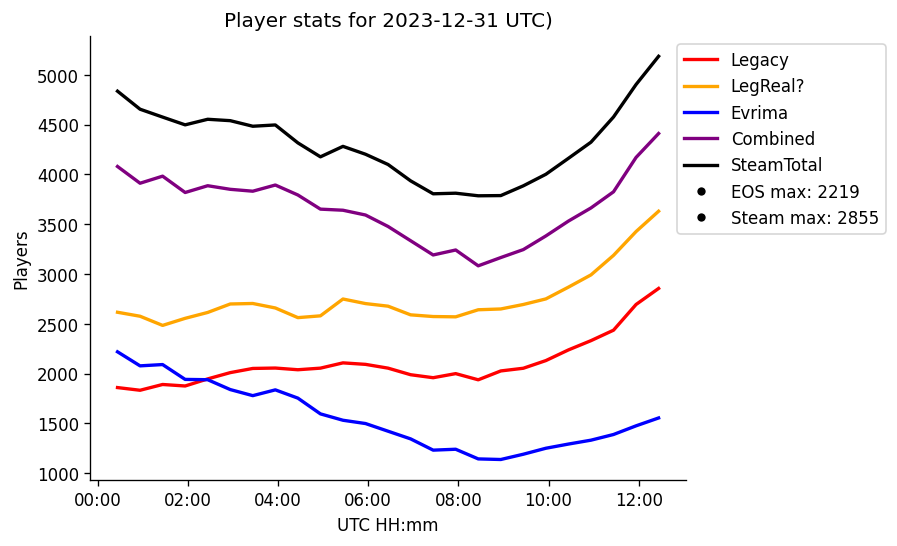 Player stats for 2023-12-31 UTC)
Players
5000
4500
4000
3500
3000
2500
2000
1500
1000
00:00
02:00
04:00
06:00
08:00
10:00
12:00
UTC HH:mm
Legacy
LegReal?
Evrima
Combined
SteamTotal
EOS max: 2219
Steam max: 2855